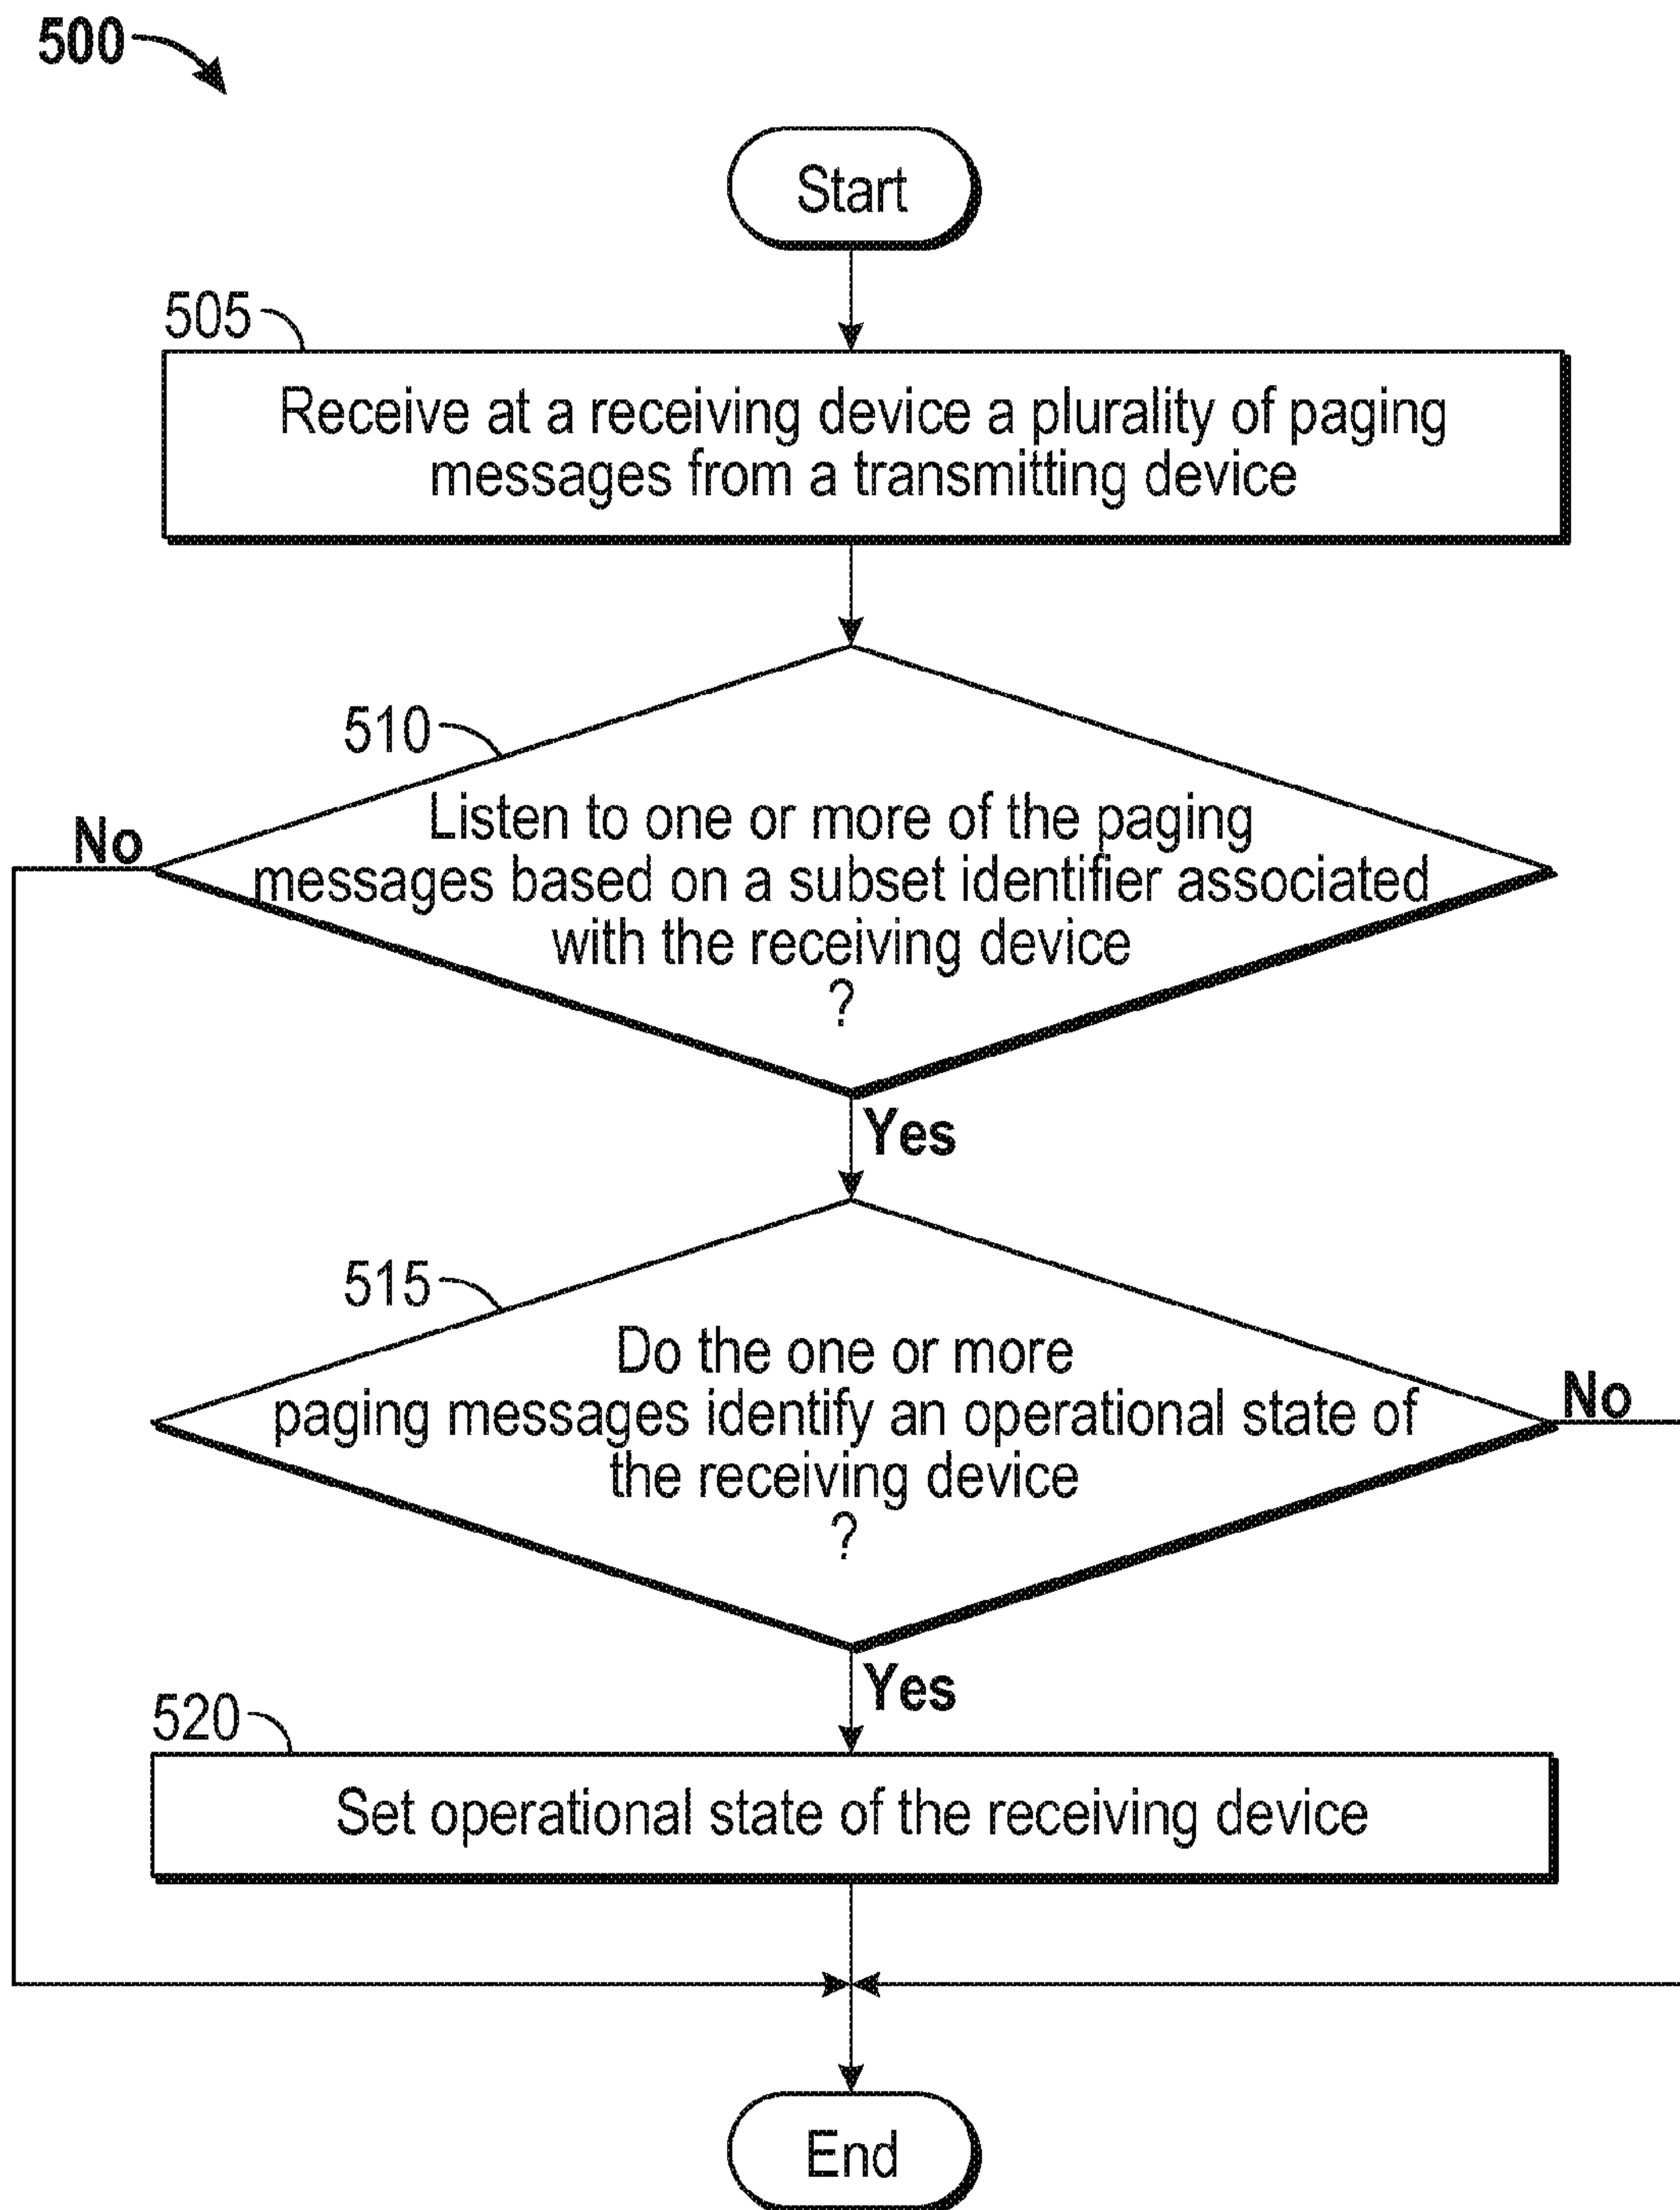 500
Start
505
Receive at a receiving device a plurality of paging
messages from a transmitting device
510
Listen to one or more of the paging
messages based on a subset identifier associated
with the receiving device
?
No
Yes
515
Do the one or more
paging messages identify an operational state of
the receiving device
?
No
Yes
520
Set operational state of the receiving device
End